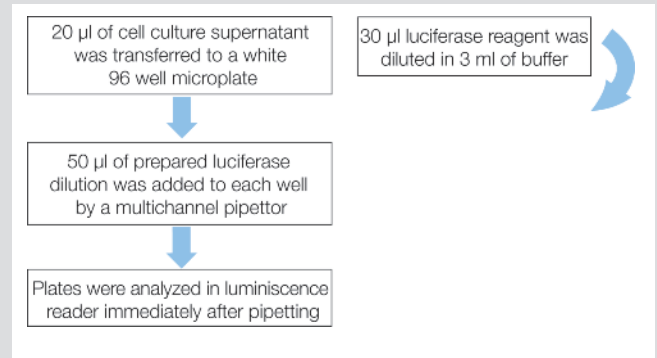 20 µl of cell culture supernatant
was transferred to a white
96 well microplate
30 µl luciferase reagent was
diluted in 3 ml of buffer
50 µl of prepared luciferase
dilution was added to each well
by a multichannel pipettor
Plates were analyzed in luminiscence
reader immediately after pipetting